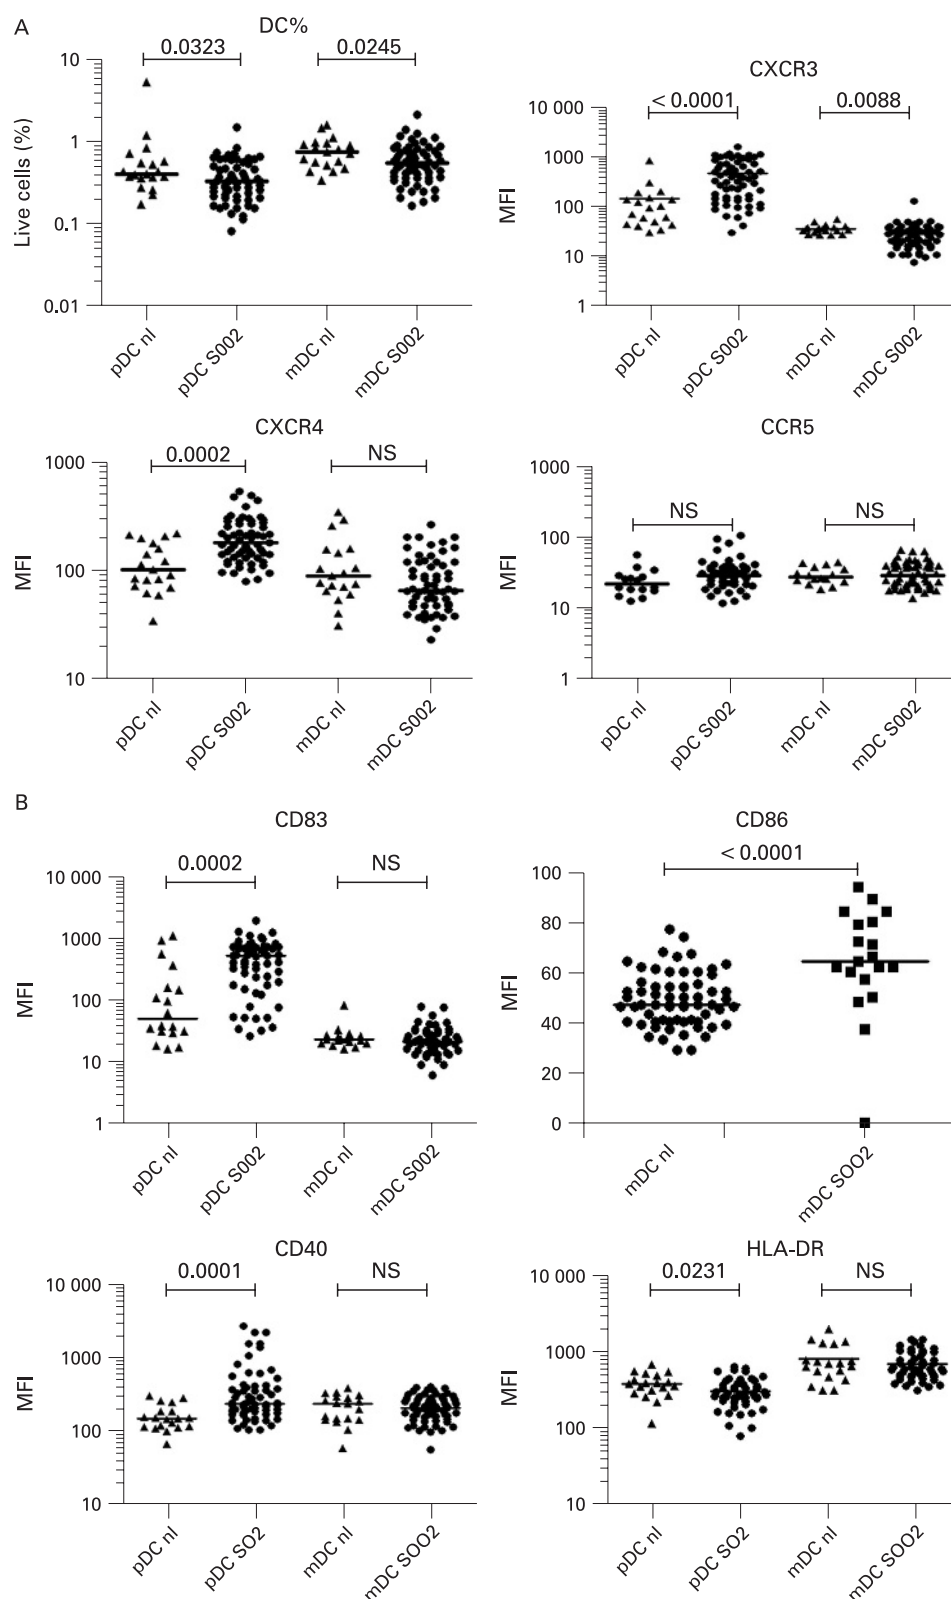 A
DC%
0.0323 0.0245
10
1
0.1
0.01
Live cells (%)
pDC nl
pDC S002
mDC nl
mDC S002
CXCR3
< 0.0001 0.0088
10 000
1000
100
10
1
MFI
pDC nl
pDC S002
mDC nl
mDC S002
CXCR4
0.0002 NS
1000
100
10
MFI
pDC nl
pDC S002
mDC nl
mDC S002
CCR5
NS NS
1000
100
10
1
MFI
pDC nl
pDC S002
mDC nl
mDC S002
B
CD83
0.0002 NS
10 000
1000
100
10
1
MFI
pDC nl
pDC S002
mDC nl
mDC S002
CD86
< 0.0001
100
80
60
40
20
0
MFI
mDC nl
mDC SOO2
CD40
0.0001 NS
10 000
1000
100
10
MFI
pDC nl
pDC SO2
mDC nl
mDC SOO2
HLA-DR
0.0231 NS
10 000
1000
100
10
MFI
pDC nl
pDC SO2
mDC nl
mDC SOO2